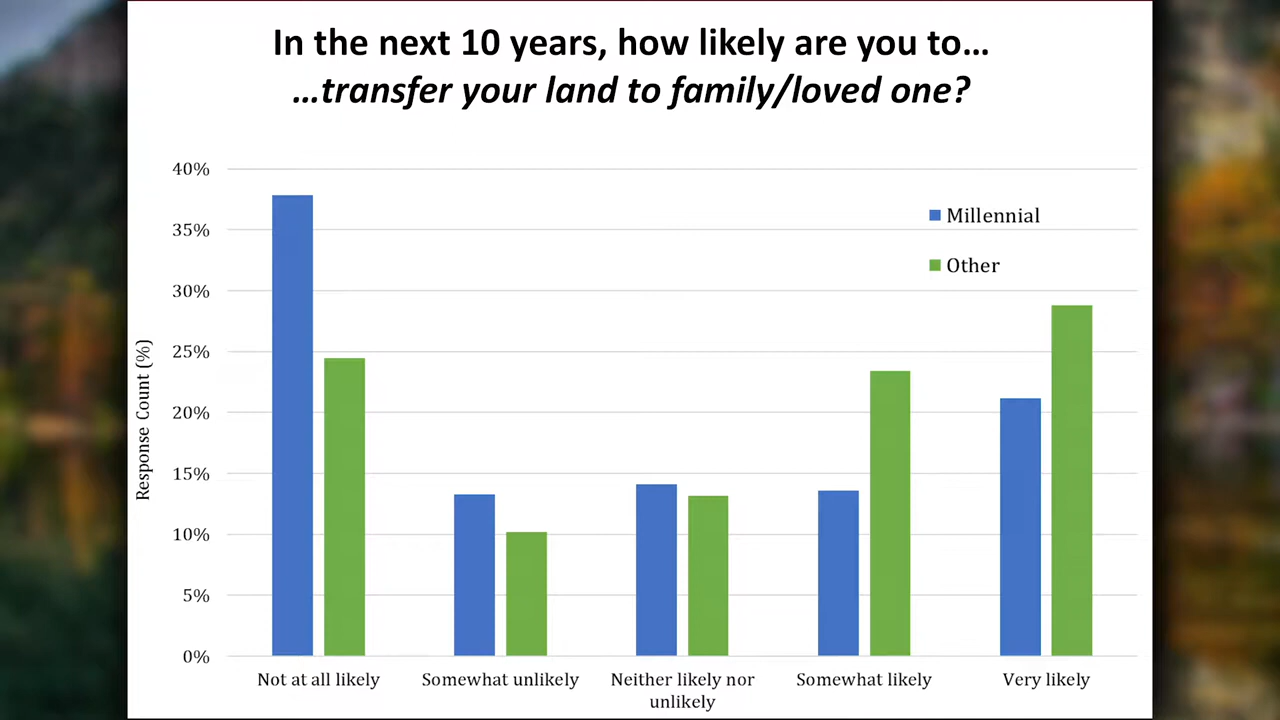 In the next 10 years, how likely are you to…
…transfer your land to family/loved one?
40%
35%
30%
25%
20%
15%
10%
5%
0%
Response Count (%)
Millennial
Other
Not at all likely
Somewhat unlikely
Neither likely nor
unlikely
Somewhat likely
Very likely